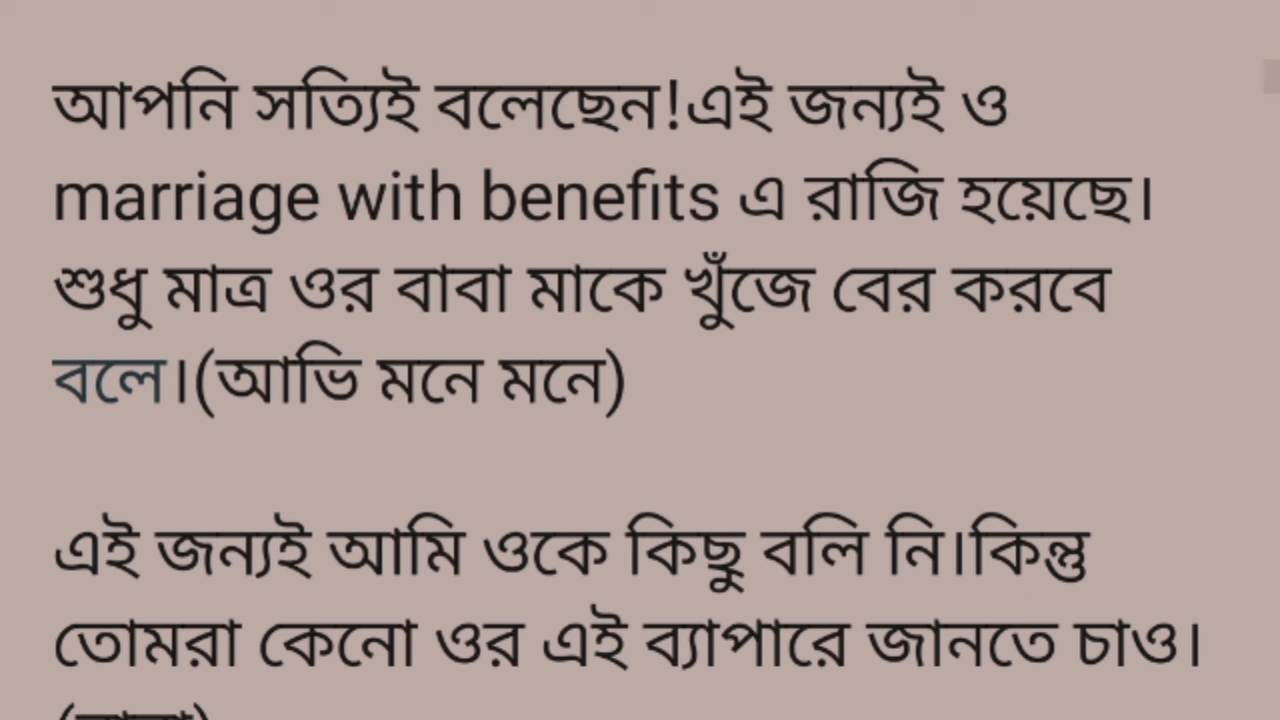 আপনি সত্যিই বলেছেন!এই জন্যই ও
marriage with benefits এ রাজি হয়েছে।
শুধু মাত্র ওর বাবা মাকে খুঁজে বের করবে
বলে।(আভি মনে মনে)
এই জন্যই আমি ওকে কিছু বলি নি।কিন্তু
তোমরা কেনো ওর এই ব্যাপারে জানতে চাও।